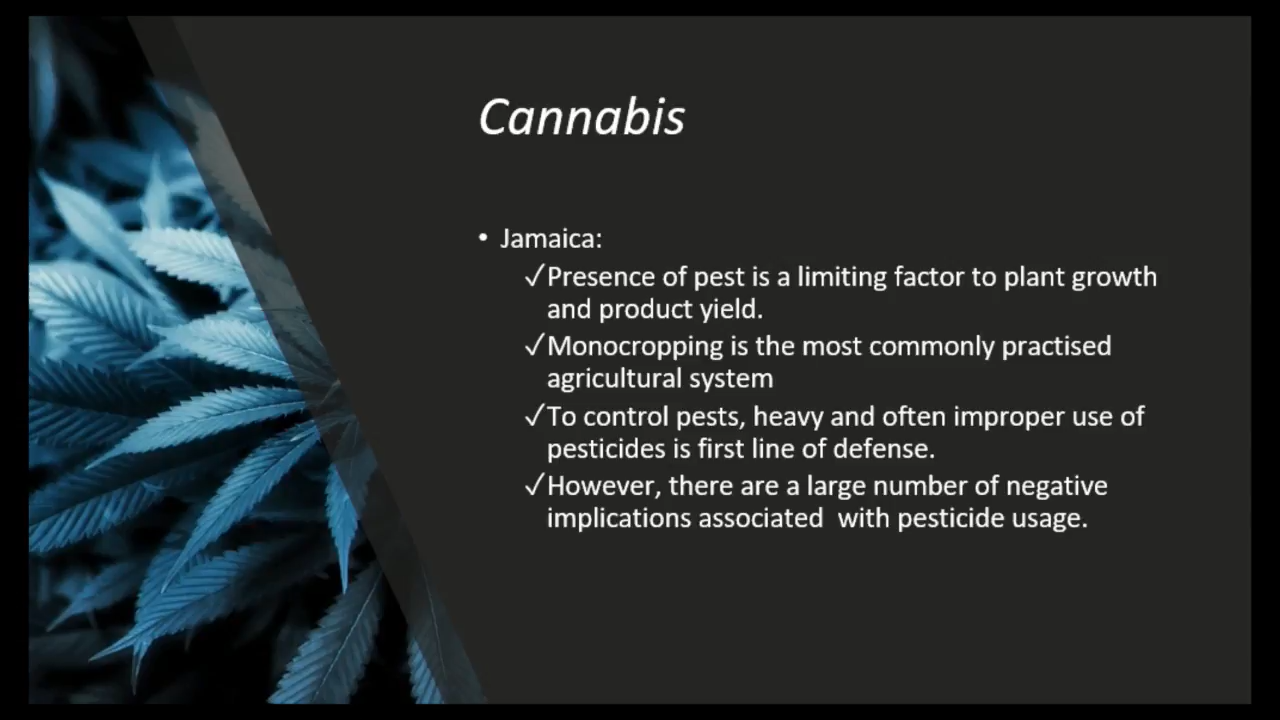 Cannabis
• Jamaica:
✓Presence of pest is a limiting factor to plant growth
and product yield.
✓Monocropping is the most commonly practised
agricultural system
✓To control pests, heavy and often improper use of
pesticides is first line of defense.
✓However, there are a large number of negative
implications associated  with pesticide usage.